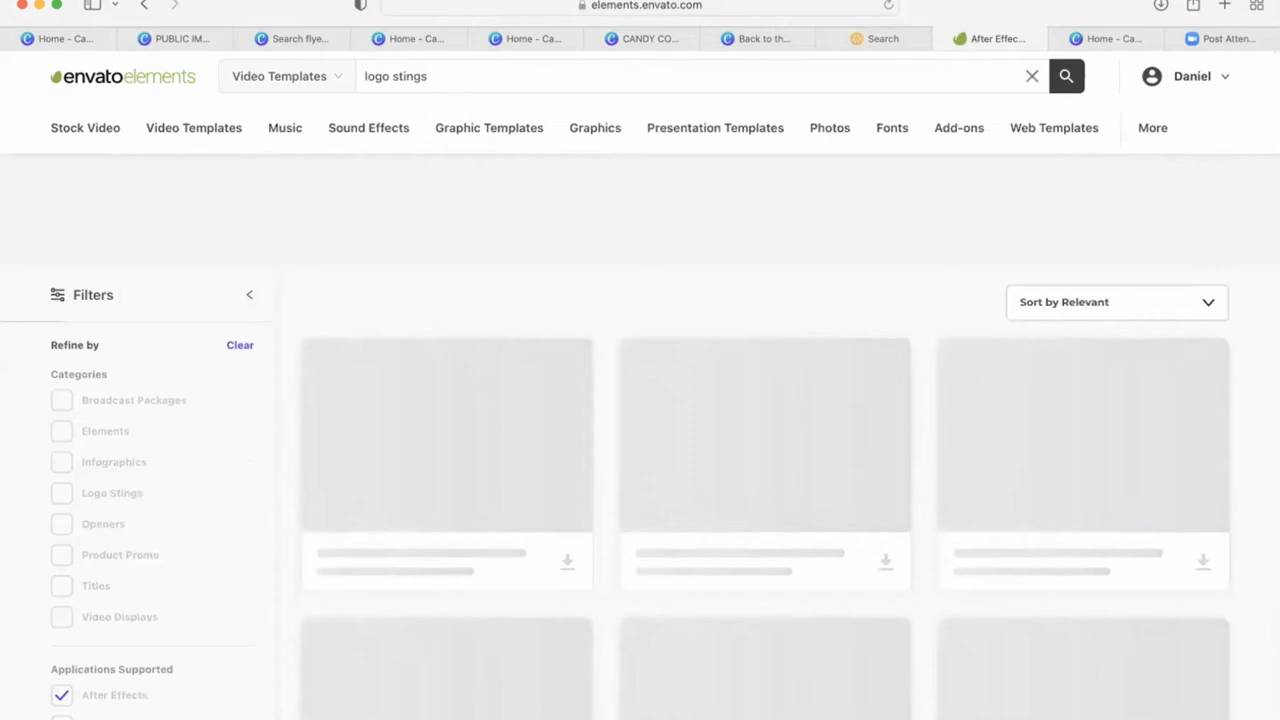 elements.envato.com
Home - Ca...
PUBLIC IM...
Search flye...
Home - Ca...
Home - Ca...
CANDY CO...
Back to th...
Search
After Effec...
Home - Ca...
Post Atten...
envatoelements
Video Templates
logo stings
Daniel
Stock Video
Video Templates
Music
Sound Effects
Graphic Templates
Graphics
Presentation Templates
Photos
Fonts
Add-ons
Web Templates
More
Filters
Sort by Relevant
Refine by
Clear
Categories
Broadcast Packages
Elements
Infographics
Logo Stings
Openers
Product Promo
Titles
Video Displays
Applications Supported
After Effects